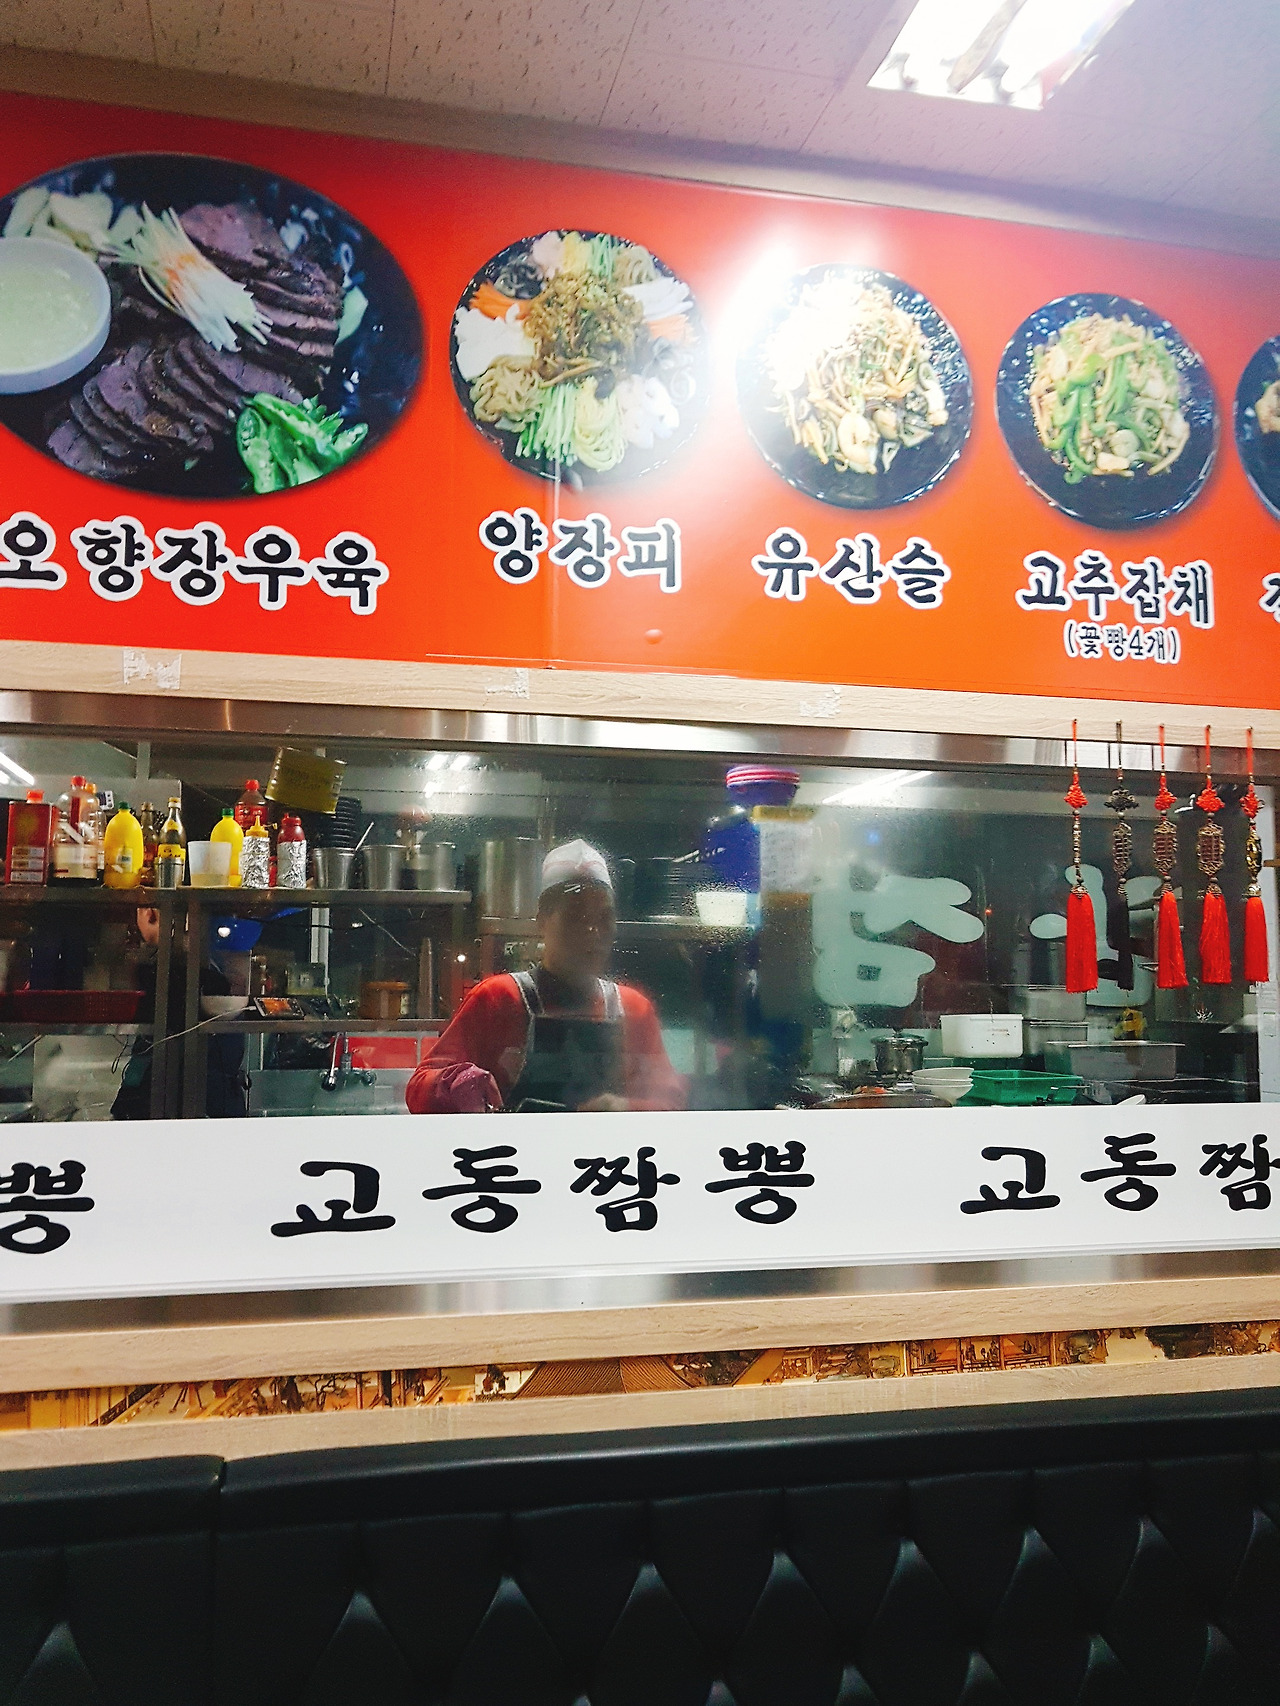 오향장우육
양장피
유산슬
고추잡채
(꽃빵4개)
뽕 교동짬뽕 교동짬